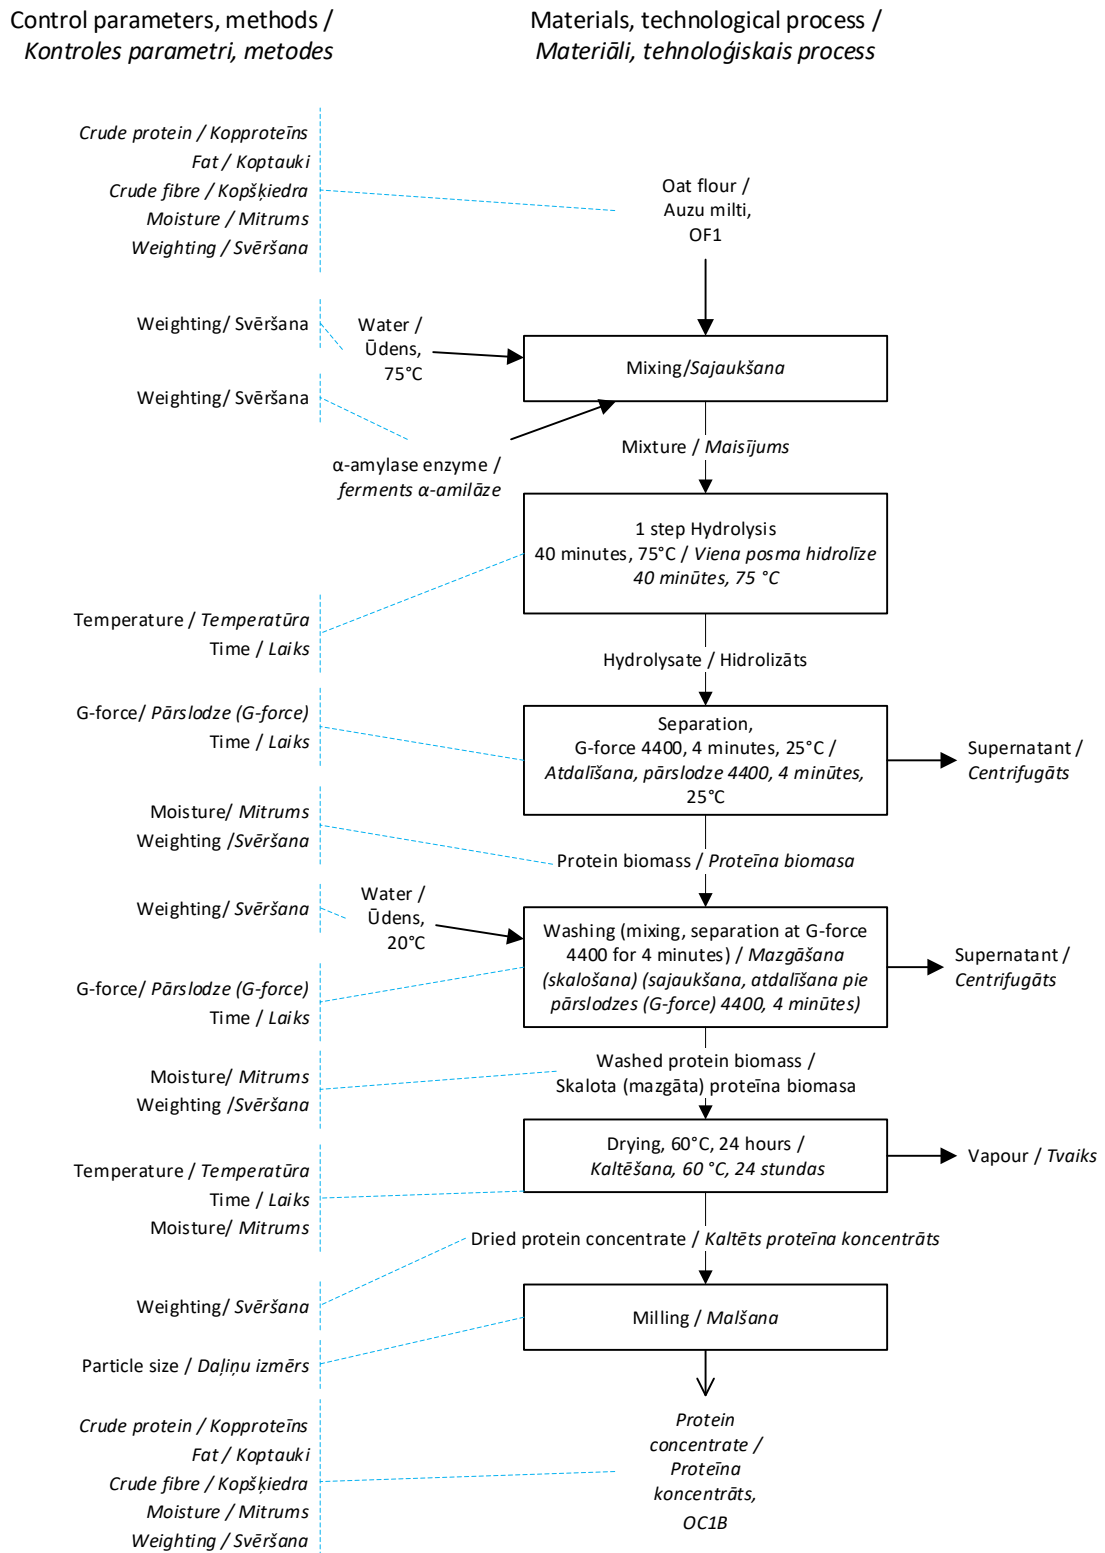 Control parameters, methods /
Kontroles parametri, metodes
Materials, technological process /
Materiāli, tehnoloģiskais process
Crude protein / Kopproteīns
Fat / Koptauki
Crude fibre / Kopšķiedra
Moisture / Mitrums
Weighting / Svēršana
Oat flour /
Auzu milti,
OF1
Weighting/ Svēršana
Water /
Ūdens,
75°C
Mixing/Sajaukšana
Weighting/ Svēršana
α-amylase enzyme /
ferments α-amilāze
Mixture / Maisījums
1 step Hydrolysis
40 minutes, 75°C / Viena posma hidrolīze
40 minūtes, 75 °C
Temperature / Temperatūra
Time / Laiks
Hydrolysate / Hidrolizāts
G-force/ Pārslodze (G-force)
Time / Laiks
Separation,
G-force 4400, 4 minutes, 25°C /
Atdalīšana, pārslodze 4400, 4 minūtes,
25°C
Supernatant /
Centrifugāts
Moisture/ Mitrums
Weighting /Svēršana
Protein biomass / Proteīna biomasa
Weighting/ Svēršana
Water /
Ūdens,
20°C
Washing (mixing, separation at G-force
4400 for 4 minutes) / Mazgāšana
(skalošana) (sajaukšana, atdalīšana pie
pārslodzes (G-force) 4400, 4 minūtes)
Supernatant /
Centrifugāts
G-force/ Pārslodze (G-force)
Time / Laiks
Moisture/ Mitrums
Weighting /Svēršana
Washed protein biomass /
Skalota (mazgāta) proteīna biomasa
Drying, 60°C, 24 hours /
Kaltēšana, 60 °C, 24 stundas
Vapour / Tvaiks
Temperature / Temperatūra
Time / Laiks
Moisture/ Mitrums
Dried protein concentrate / Kaltēts proteīna koncentrāts
Weighting/ Svēršana
Milling / Malšana
Particle size / Daļiņu izmērs
Crude protein / Kopproteīns
Fat / Koptauki
Crude fibre / Kopšķiedra
Moisture / Mitrums
Weighting / Svēršana
Protein
concentrate /
Proteīna
koncentrāts,
OC1B